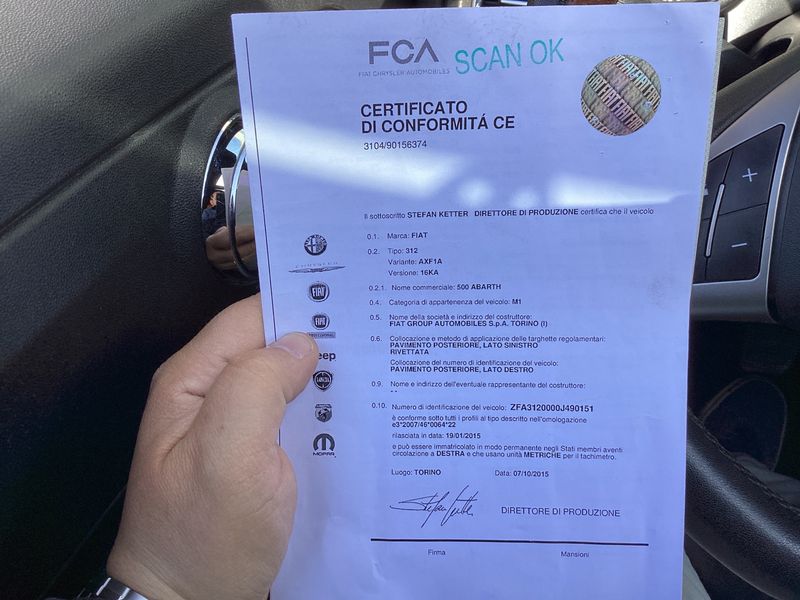 FCA
FIAT CHRYSLER AUTOMOBILES
SCAN OK
FIAT FIAT FIAT
CERTIFICATO
DI CONFORMITÁ CE
3104/90156374
Il sottoscritto STEFAN KETTER DIRETTORE DI PRODUZIONE certifica che il veicolo
0.1. Marca: FIAT
0.2. Tipo: 312
Variante: AXF1A
Versione: 16KA
0.2.1. Nome commerciale: 500 ABARTH
0.4. Categoria di appartenenza del veicolo: M1
0.5. Nome della società e indirizzo del costruttore:
FIAT GROUP AUTOMOBILES S.p.A. TORINO (I)
0.6. Collocazione e metodo di applicazione delle targhette regolamentari:
PAVIMENTO POSTERIORE, LATO SINISTRO
RIVETTATA
Collocazione del numero di identificazione del veicolo:
PAVIMENTO POSTERIORE, LATO DESTRO
0.9. Nome e indirizzo dell'eventuale rappresentante del costruttore:
- -
0.10. Numero di identificazione del veicolo: ZFA3120000J490151
è conforme sotto tutti i profili al tipo descritto nell'omologazione
e3*2007/46*0064*22
rilasciata in data: 19/01/2015
e può essere immatricolato in modo permanente negli Stati membri aventi
circolazione a DESTRA e che usano unità METRICHE per il tachimetro.
Luogo: TORINO Data: 07/10/2015
DIRETTORE DI PRODUZIONE
Firma Mansioni
CHRYSLER
FIAT
FIAT
eep
LANCIA
MOPAR
+
−